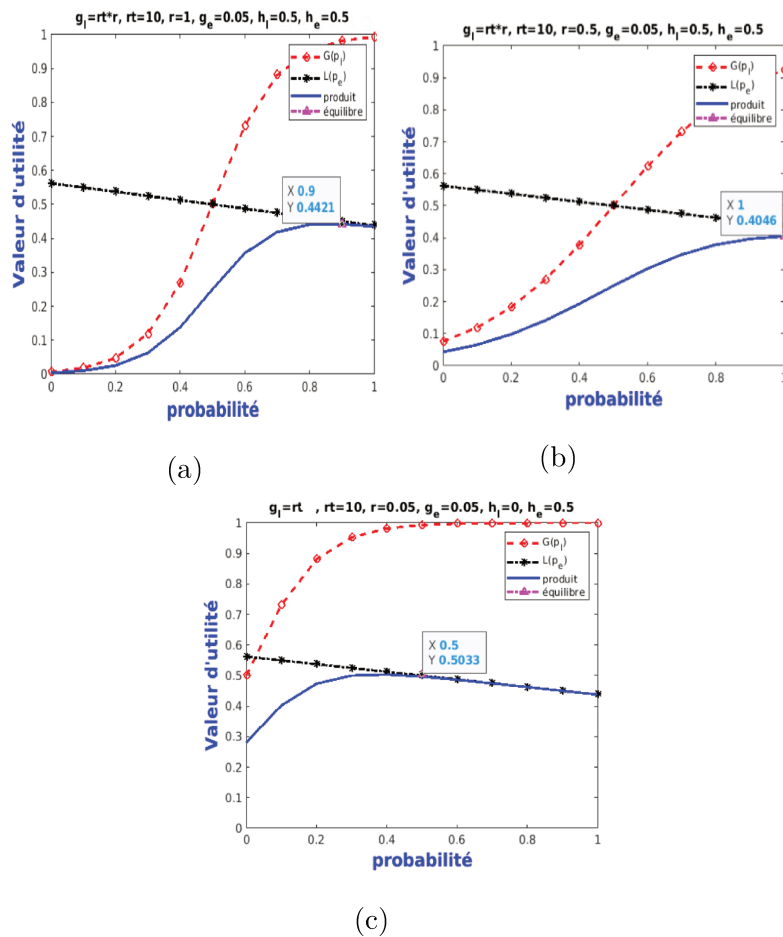 g_l=rt*r, rt=10, r=1, g_e=0.05, h_l=0.5, h_e=0.5
1
0.9
0.8
0.7
0.6
0.5
0.4
0.3
0.2
0.1
0
Valeur d'utilité
G(p_l)
L(p_e)
produit
équilibre
X 0.9
Y 0.4421
0 0.2 0.4 0.6 0.8 1
probabilité
(a)
g_l=rt*r, rt=10, r=0.5, g_e=0.05, h_l=0.5, h_e=0.5
1
0.9
0.8
0.7
0.6
0.5
0.4
0.3
0.2
0.1
0
Valeur d'utilité
G(p_l)
L(p_e)
produit
équilibre
X 1
Y 0.4046
0 0.2 0.4 0.6 0.8 1
probabilité
(b)
g_l=rt , rt=10, r=0.05, g_e=0.05, h_l=0, h_e=0.5
1
0.9
0.8
0.7
0.6
0.5
0.4
0.3
0.2
0.1
0
Valeur d'utilité
G(p_l)
L(p_e)
produit
équilibre
X 0.5
Y 0.5033
0 0.2 0.4 0.6 0.8 1
probabilité
(c)